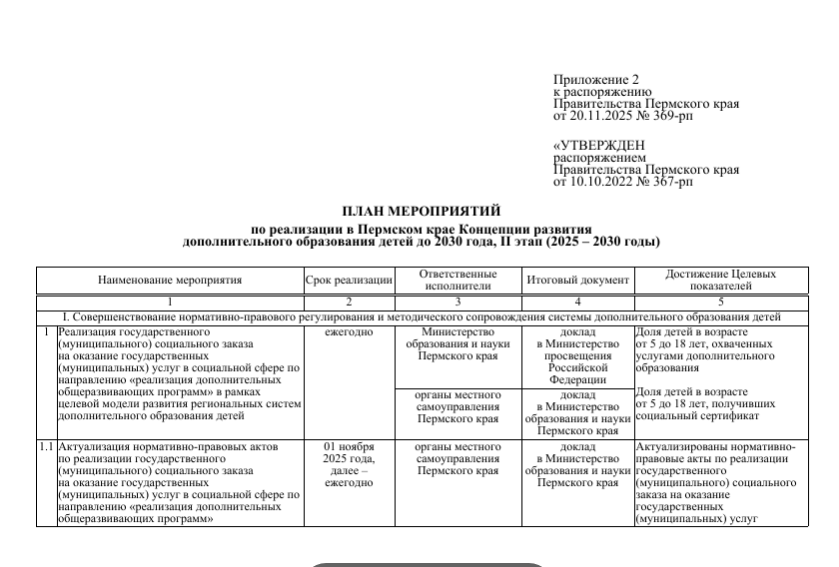 Приложение 2
к распоряжению
Правительства Пермского края
от 20.11.2025 № 369-рп
«УТВЕРЖДЕН
распоряжением
Правительства Пермского края
от 10.10.2022 № 367-рп
ПЛАН МЕРОПРИЯТИЙ
по реализации в Пермском крае Концепции развития
дополнительного образования детей до 2030 года, II этап (2025 – 2030 годы)
Наименование мероприятия
Срок реализации
Ответственные
исполнители
Итоговый документ
Достижение Целевых
показателей
1
2
3
4
5
I. Совершенствование нормативно-правового регулирования и методического сопровождения системы дополнительного образования детей
1
Реализация государственного
(муниципального) социального заказа
на оказание государственных
(муниципальных) услуг в социальной сфере по
направлению «реализация дополнительных
общеразвивающих программ» в рамках
целевой модели развития региональных систем
дополнительного образования детей
ежегодно
Министерство
образования и науки
Пермского края
доклад
в Министерство
просвещения
Российской
Федерации
органы местного
самоуправления
Пермского края
доклад
в Министерство
образования и науки
Пермского края
Доля детей в возрасте
от 5 до 18 лет, охваченных
услугами дополнительного
образования
Доля детей в возрасте
от 5 до 18 лет, получивших
социальный сертификат
1.1
Актуализация нормативно-правовых актов
по реализации государственного
(муниципального) социального заказа
на оказание государственных
(муниципальных) услуг в социальной сфере по
направлению «реализация дополнительных
общеразвивающих программ»
01 ноября
2025 года,
далее –
ежегодно
органы местного
самоуправления
Пермского края
доклад
в Министерство
образования и науки
Пермского края
Актуализированы нормативно-
правовые акты по реализации
государственного
(муниципального) социального
заказа на оказание
государственных
(муниципальных) услуг